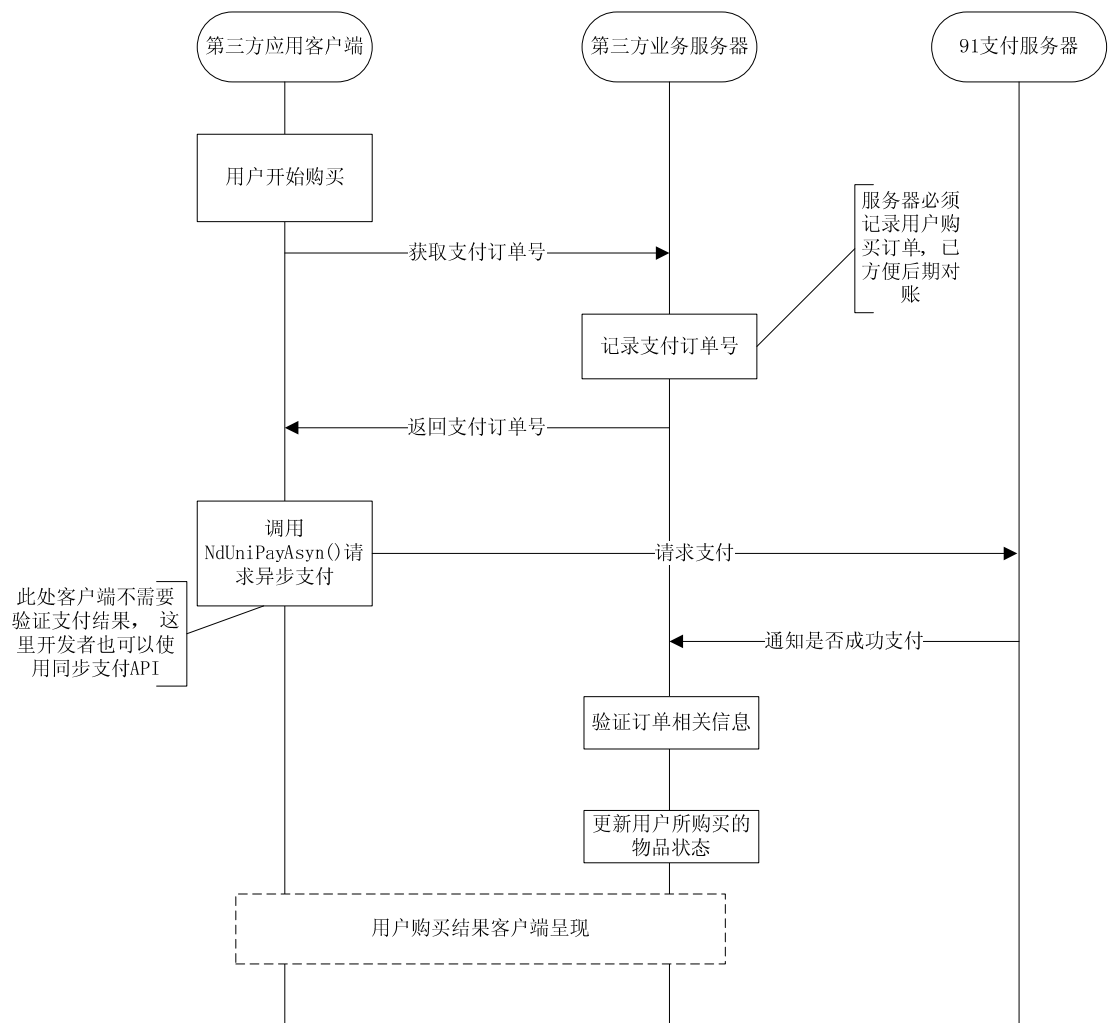 第三方应用客户端
第三方业务服务器
91支付服务器
用户开始购买
服务器必须
记录用户购
买订单, 已
方便后期对
账
获取支付订单号
记录支付订单号
返回支付订单号
调用
NdUniPayAsyn()请
求异步支付
请求支付
此处客户端不需要
验证支付结果， 这
里开发者也可以使
用同步支付API
通知是否成功支付
验证订单相关信息
更新用户所购买的
物品状态
用户购买结果客户端呈现